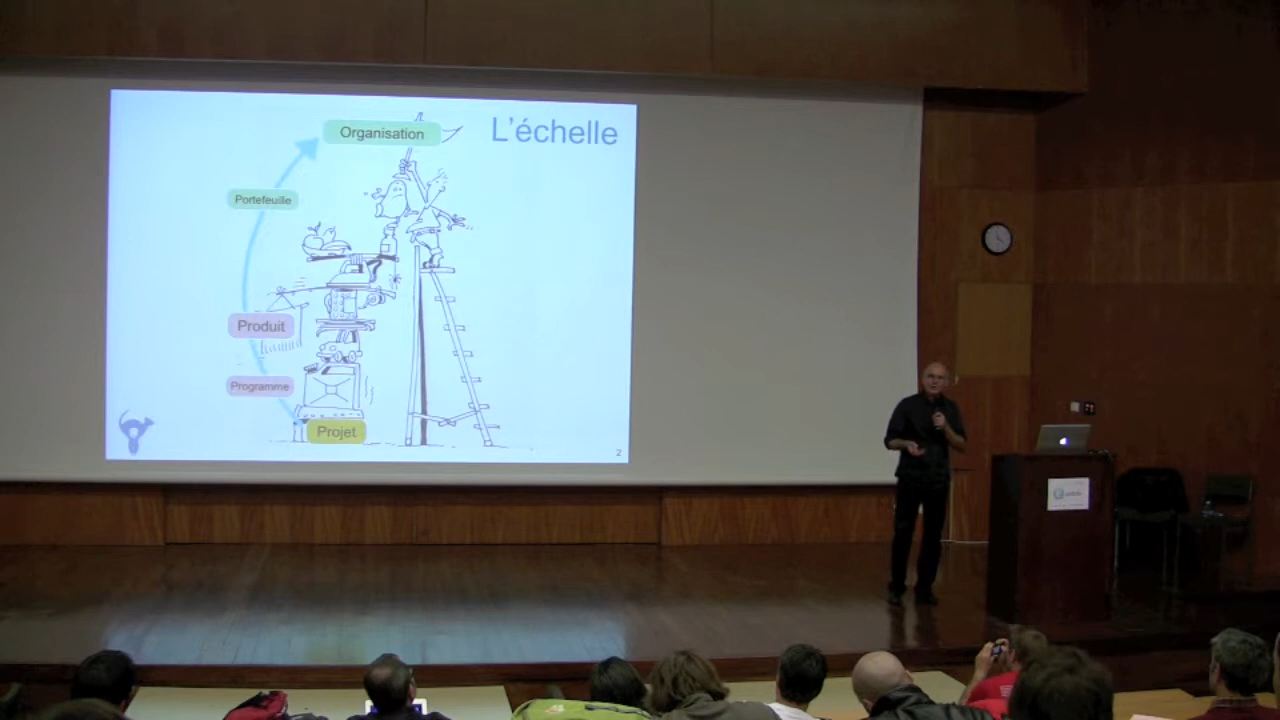 L'échelle
Organisation
Portefeuille
Produit
Programme
Projet
2